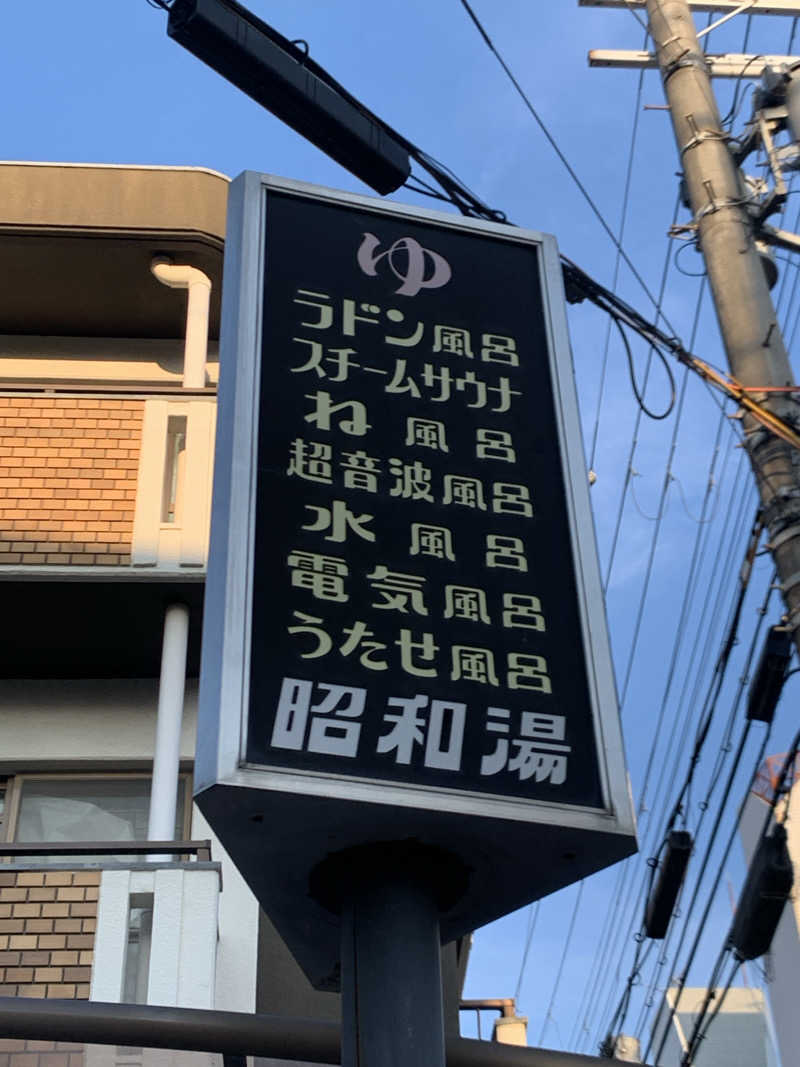 ゆ
ラドン風呂
スチームサウナ
ね風呂
超音波風呂
水風呂
電気風呂
うたせ風呂
昭和湯